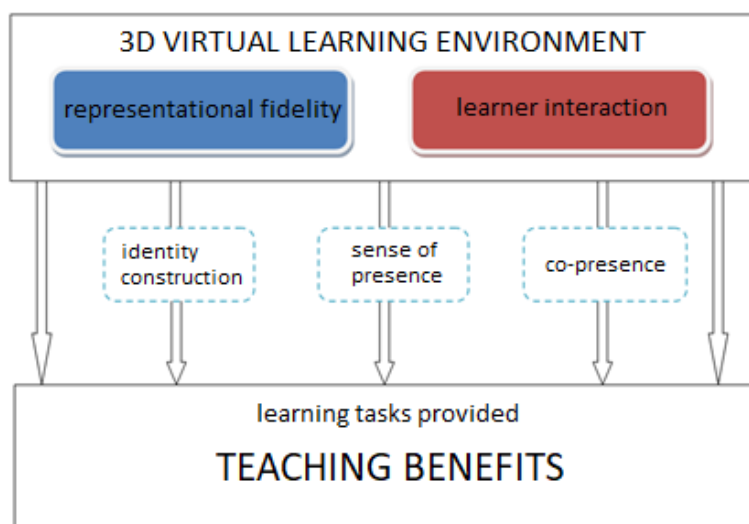 3D VIRTUAL LEARNING ENVIRONMENT
representational fidelity
learner interaction
identity
construction
sense of
presence
co-presence
learning tasks provided
TEACHING BENEFITS